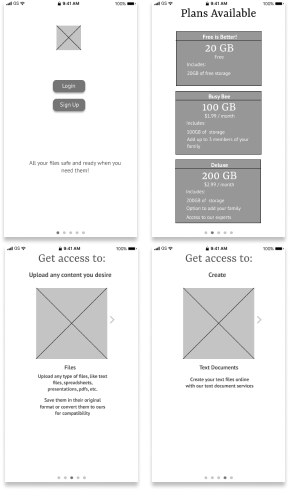 GS 9:41 AM 100%
Login
Sign Up
All your files safe and ready when you
need them!
GS 9:41 AM 100%
Plans Available
Free is Better!
20 GB
Free
Includes:
20GB of free storage
Busy Bee
100 GB
$1.99 / month
Includes:
100GB of storage
Add up to 3 members of your
family
Deluxe
200 GB
$2.99 / month
Includes:
200GB of storage
Option to add your family
Access to our experts
GS 9:41 AM 100%
Get access to:
Upload any content you desire
Files
Upload any type of files, like text
files, spreadsheets,
presentations, pdfs, etc.
Save them in their original
format or convert them to ours
for compatibility
GS 9:41 AM 100%
Get access to:
Create
Text Documents
Create your text files online
with our text document services